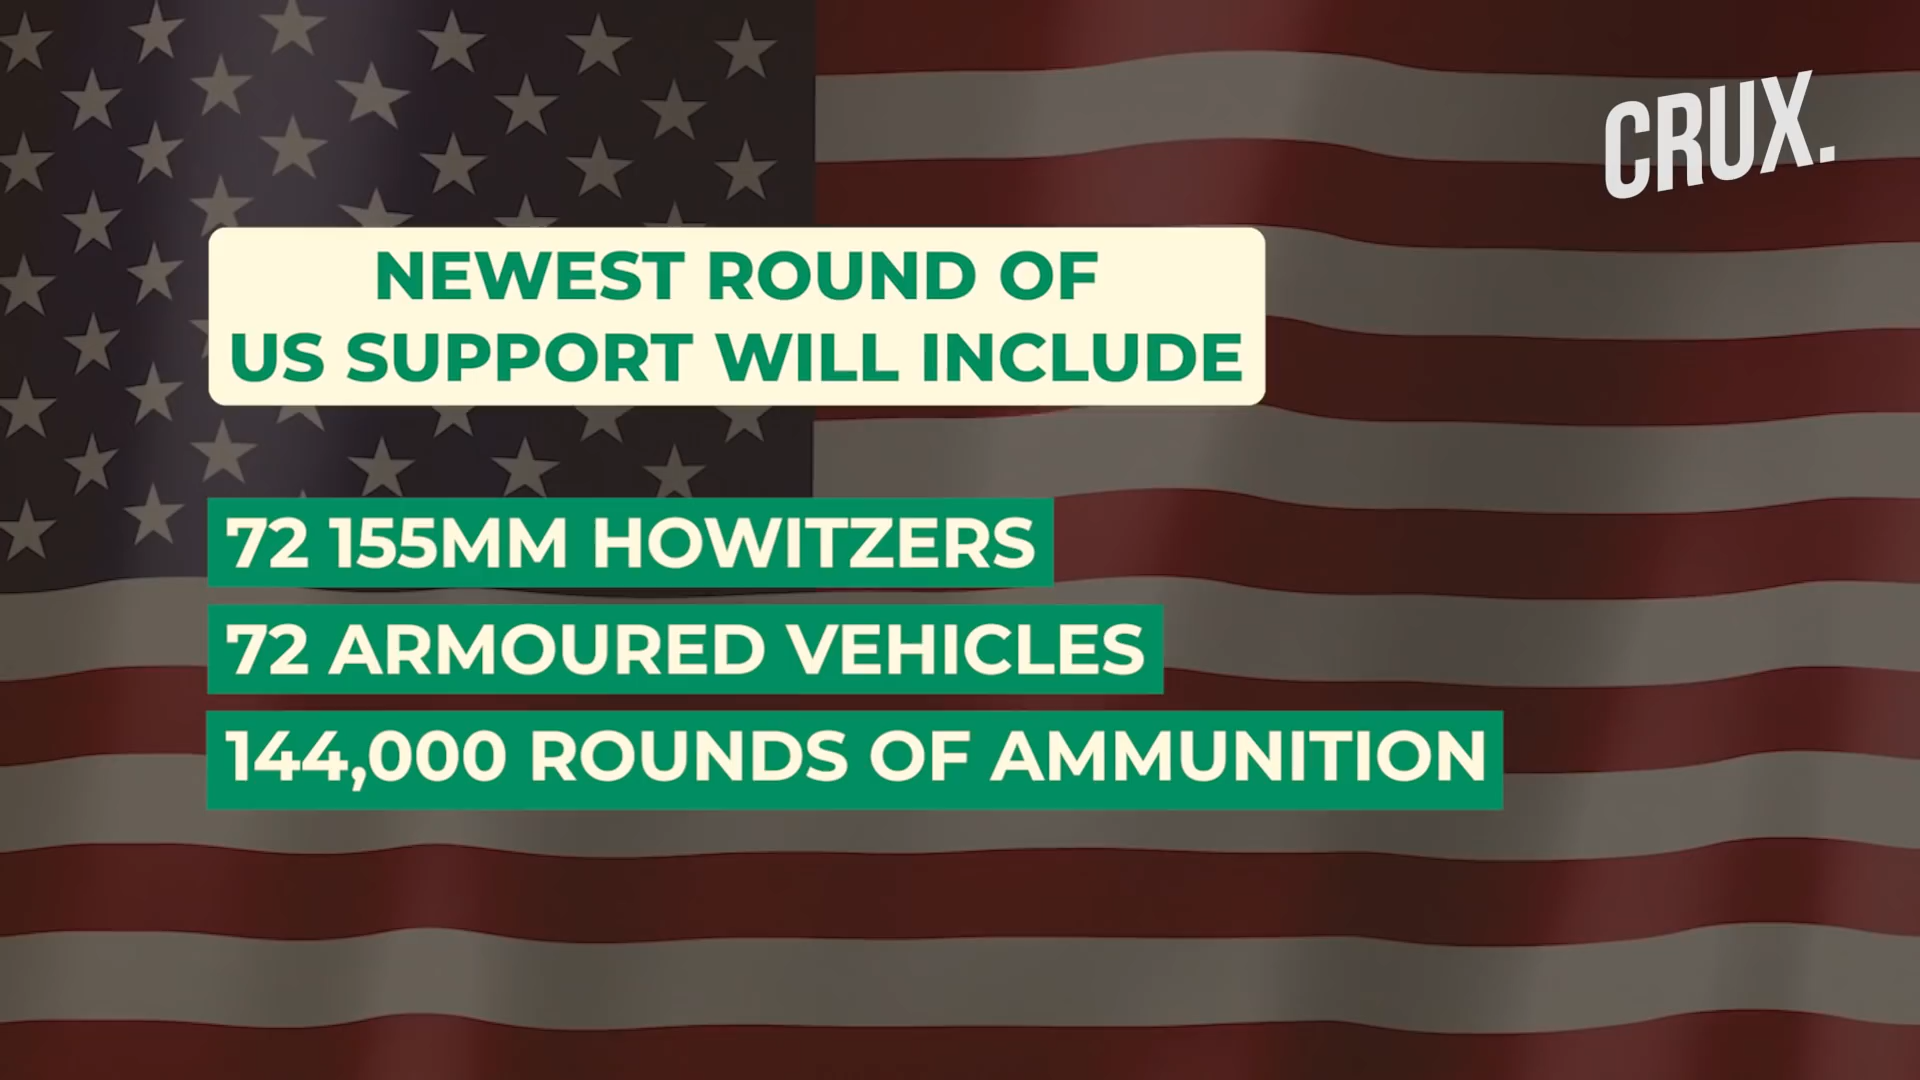 CRUX.
NEWEST ROUND OF
US SUPPORT WILL INCLUDE
72 155MM HOWITZERS
72 ARMOURED VEHICLES
144,000 ROUNDS OF AMMUNITION